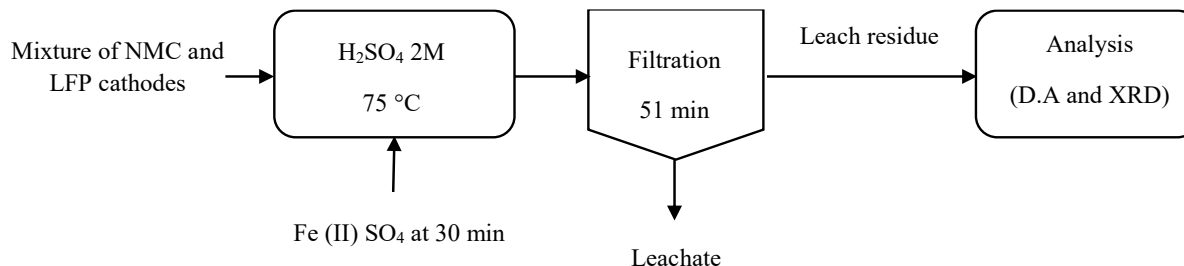 Mixture of NMC and
LFP cathodes
H₂SO₄ 2M
75 °C
Fe (II) SO₄ at 30 min
Filtration
51 min
Leachate
Leach residue
Analysis
(D.A and XRD)